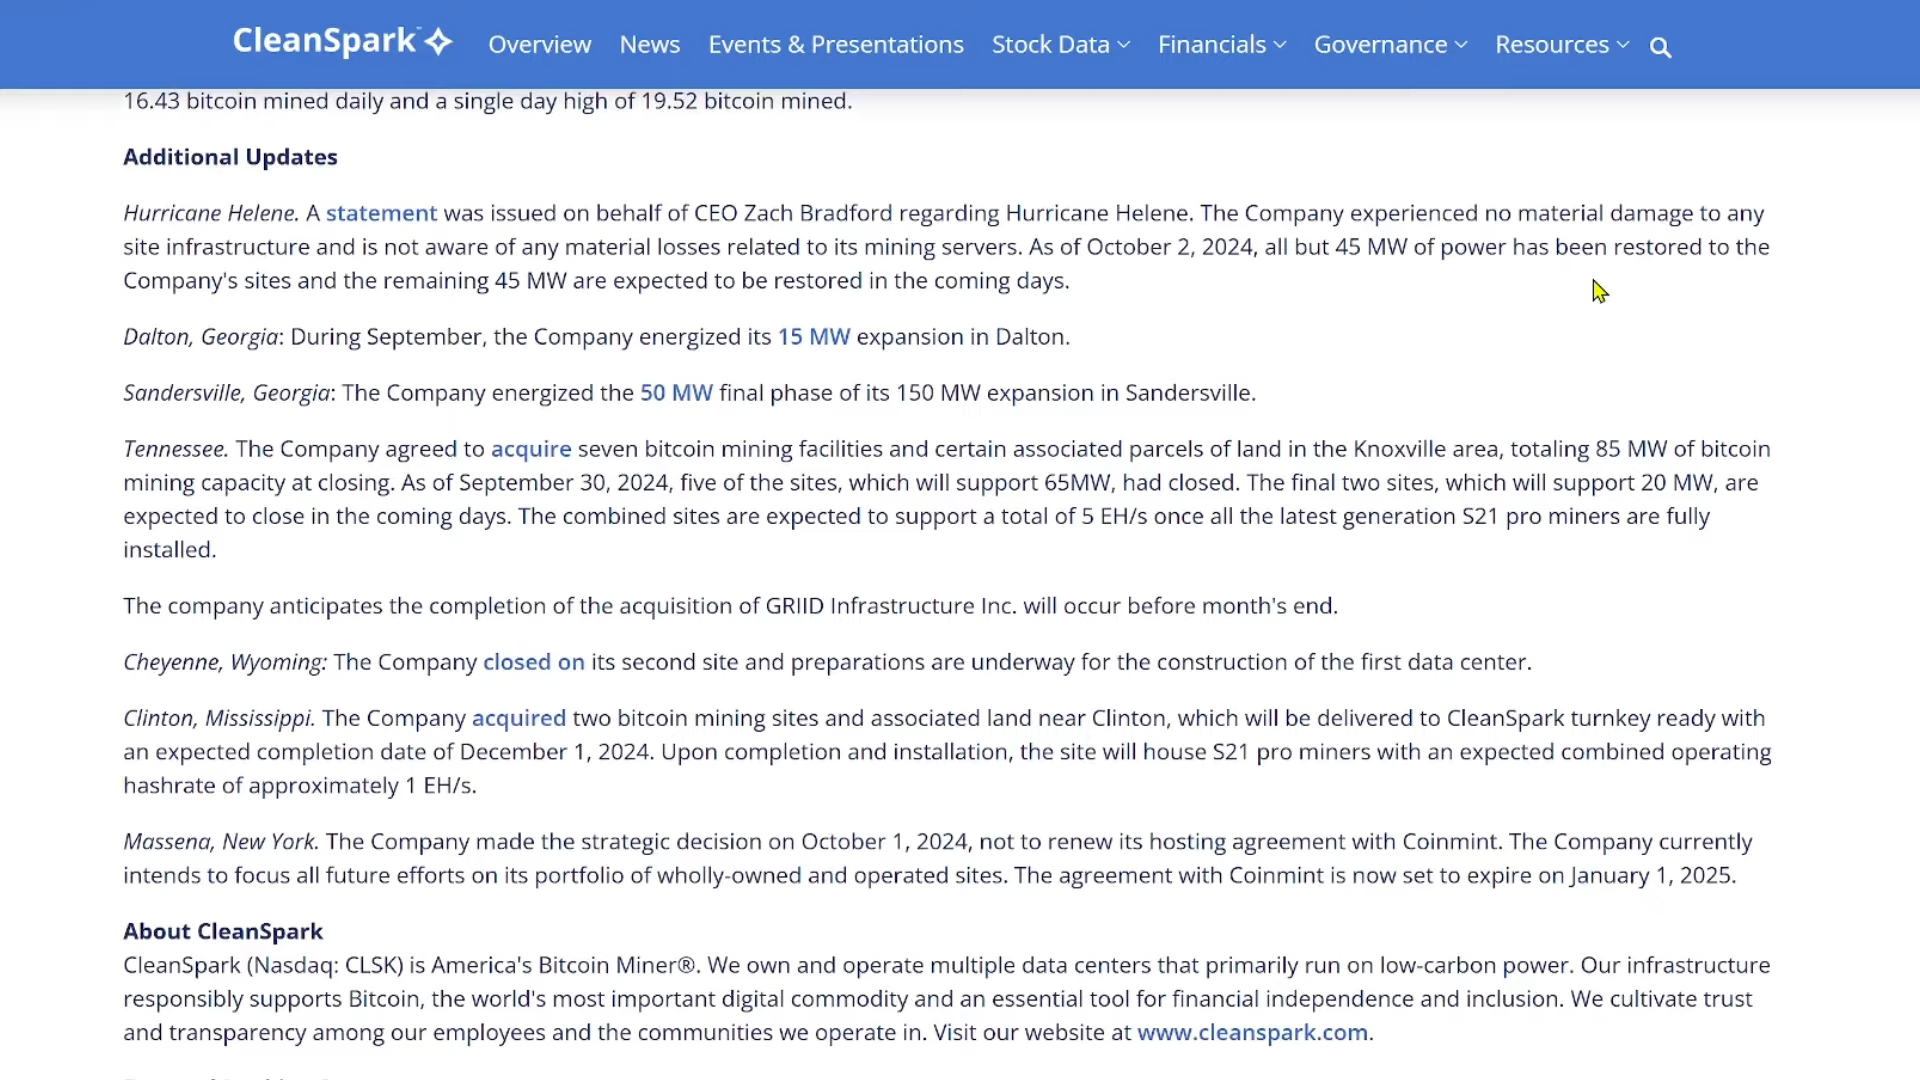 CleanSpark
Overview News Events & Presentations Stock Data Financials Governance Resources
16.43 bitcoin mined daily and a single day high of 19.52 bitcoin mined.
Additional Updates
Hurricane Helene. A statement was issued on behalf of CEO Zach Bradford regarding Hurricane Helene. The Company experienced no material damage to any
site infrastructure and is not aware of any material losses related to its mining servers. As of October 2, 2024, all but 45 MW of power has been restored to the
Company's sites and the remaining 45 MW are expected to be restored in the coming days.
Dalton, Georgia: During September, the Company energized its 15 MW expansion in Dalton.
Sandersville, Georgia: The Company energized the 50 MW final phase of its 150 MW expansion in Sandersville.
Tennessee. The Company agreed to acquire seven bitcoin mining facilities and certain associated parcels of land in the Knoxville area, totaling 85 MW of bitcoin
mining capacity at closing. As of September 30, 2024, five of the sites, which will support 65MW, had closed. The final two sites, which will support 20 MW, are
expected to close in the coming days. The combined sites are expected to support a total of 5 EH/s once all the latest generation S21 pro miners are fully
installed.
The company anticipates the completion of the acquisition of GRIID Infrastructure Inc. will occur before month's end.
Cheyenne, Wyoming: The Company closed on its second site and preparations are underway for the construction of the first data center.
Clinton, Mississippi. The Company acquired two bitcoin mining sites and associated land near Clinton, which will be delivered to CleanSpark turnkey ready with
an expected completion date of December 1, 2024. Upon completion and installation, the site will house S21 pro miners with an expected combined operating
hashrate of approximately 1 EH/s.
Massena, New York. The Company made the strategic decision on October 1, 2024, not to renew its hosting agreement with Coinmint. The Company currently
intends to focus all future efforts on its portfolio of wholly-owned and operated sites. The agreement with Coinmint is now set to expire on January 1, 2025.
About CleanSpark
CleanSpark (Nasdaq: CLSK) is America's Bitcoin Miner®. We own and operate multiple data centers that primarily run on low-carbon power. Our infrastructure
responsibly supports Bitcoin, the world's most important digital commodity and an essential tool for financial independence and inclusion. We cultivate trust
and transparency among our employees and the communities we operate in. Visit our website at www.cleanspark.com.